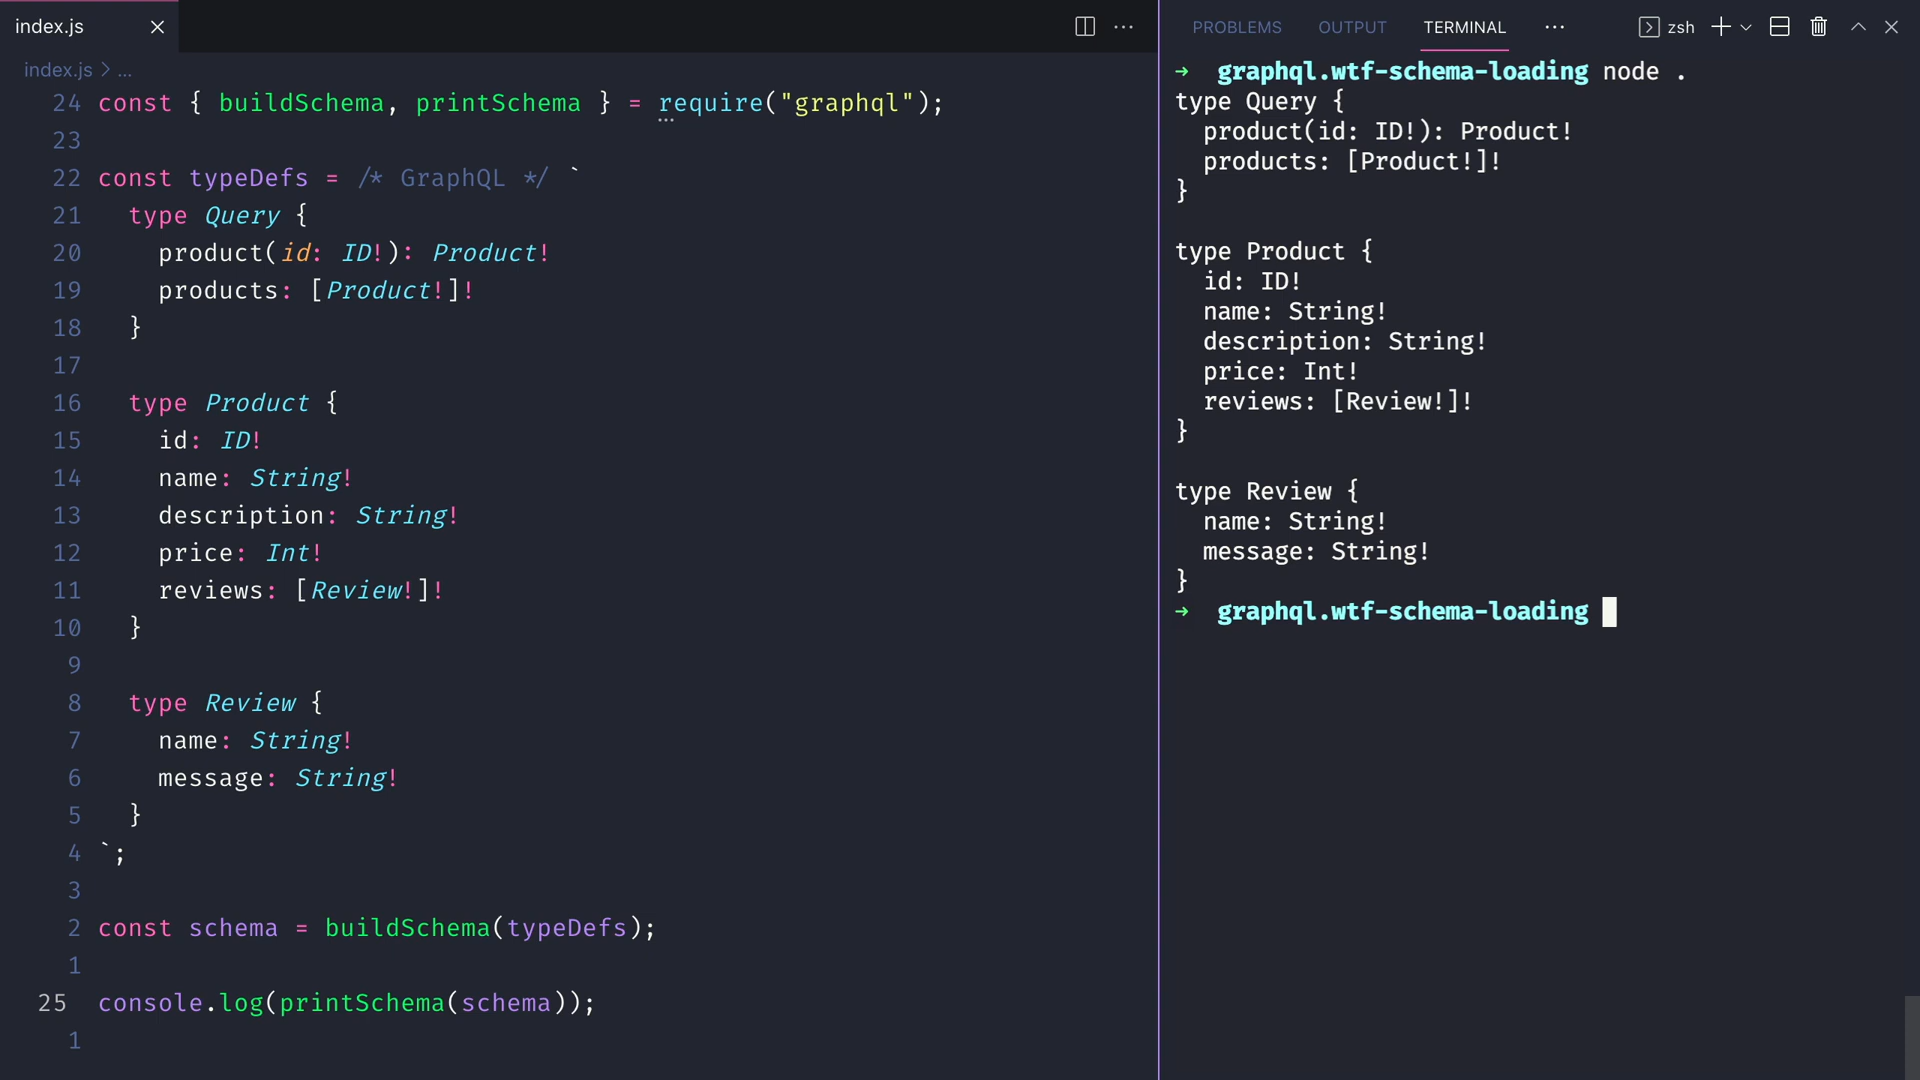 index.js
index.js > ...
24 const { buildSchema, printSchema } = require("graphql");
23
22 const typeDefs = /* GraphQL */ `
21 type Query {
20 product(id: ID!): Product!
19 products: [Product!]!
18 }
17
16 type Product {
15 id: ID!
14 name: String!
13 description: String!
12 price: Int!
11 reviews: [Review!]!
10 }
9
8 type Review {
7 name: String!
6 message: String!
5 }
4 `;
3
2 const schema = buildSchema(typeDefs);
1
25 console.log(printSchema(schema));
1
PROBLEMS OUTPUT TERMINAL ... zsh
→ graphql.wtf-schema-loading node .
type Query {
product(id: ID!): Product!
products: [Product!]!
}
type Product {
id: ID!
name: String!
description: String!
price: Int!
reviews: [Review!]!
}
type Review {
name: String!
message: String!
}
→ graphql.wtf-schema-loading